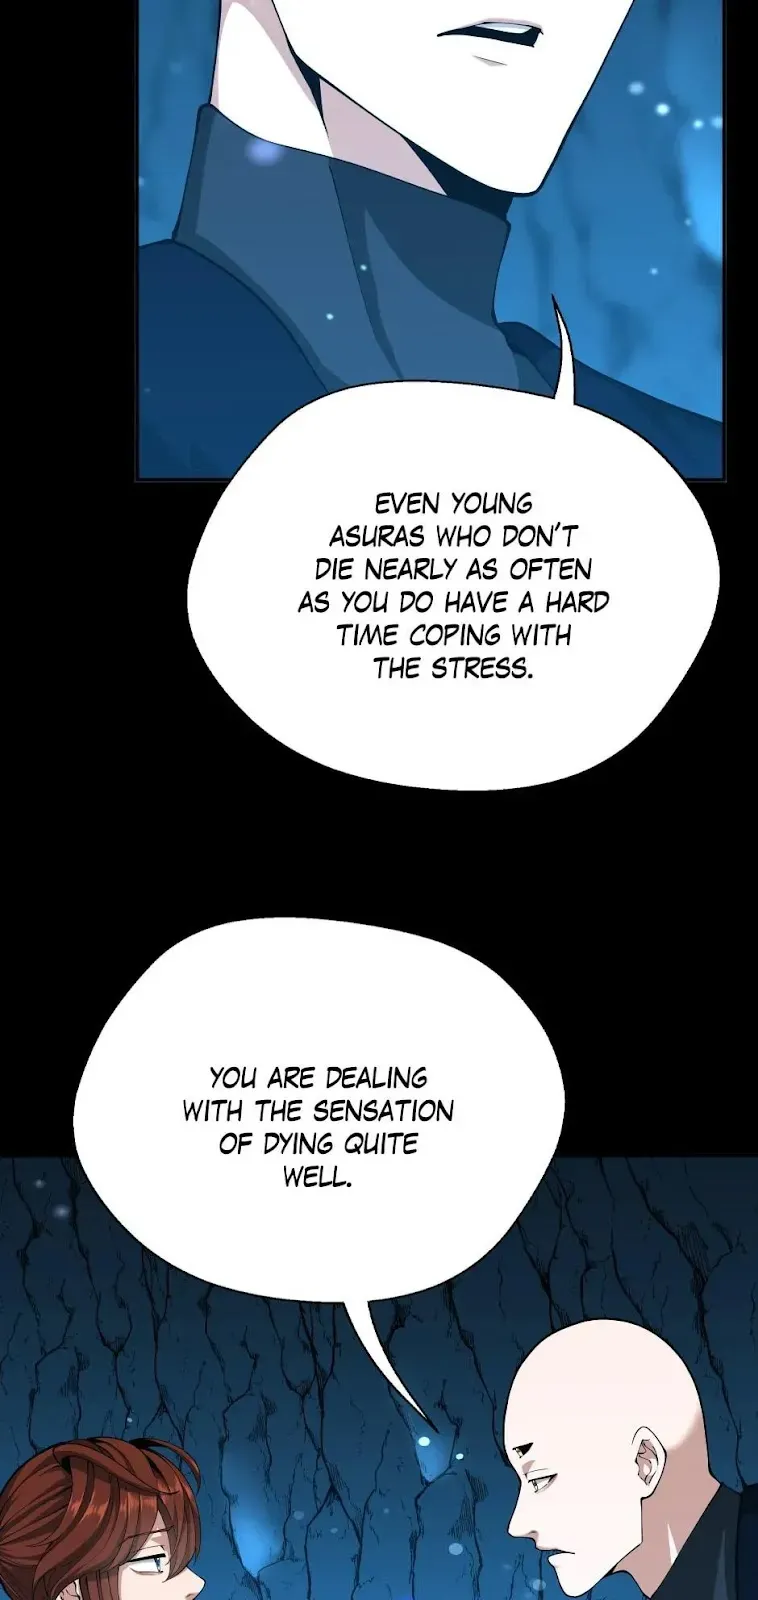 EVEN YOUNG
ASURAS WHO DON'T
DIE NEARLY AS OFTEN
AS YOU DO HAVE A HARD
TIME COPING WITH
THE STRESS.
YOU ARE DEALING
WITH THE SENSATION
OF DYING QUITE
WELL.